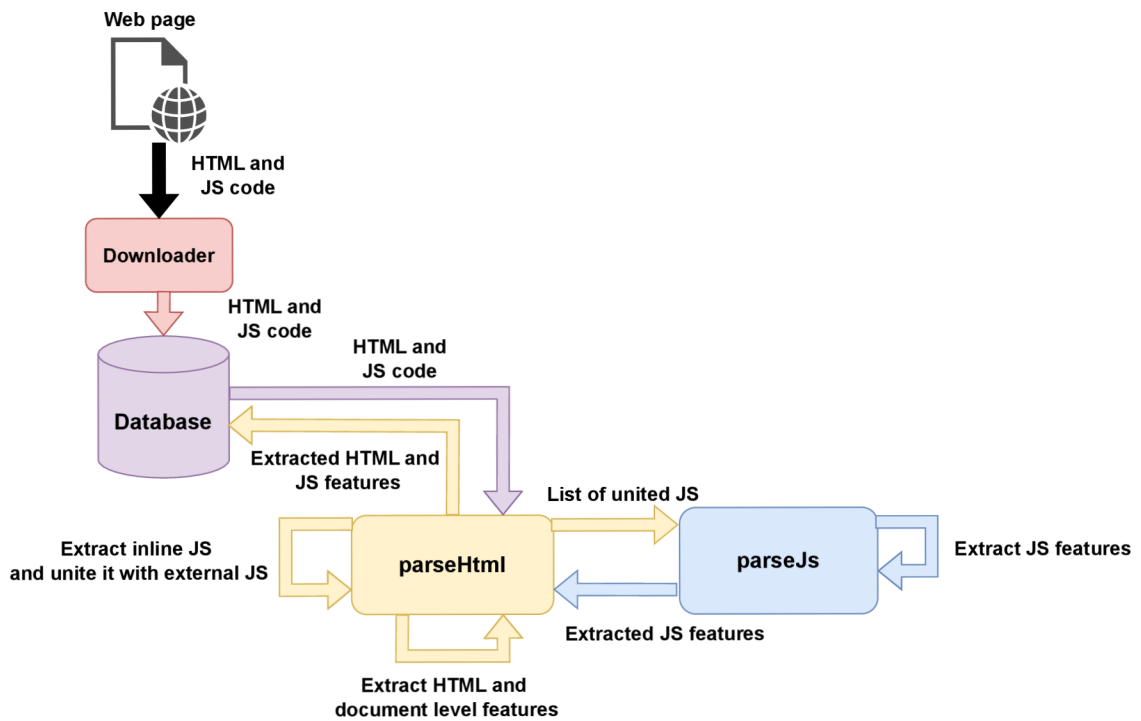 Web page
HTML and
JS code
Downloader
HTML and
JS code
HTML and
JS code
Database
Extracted HTML and
JS features
List of united JS
Extract inline JS
and unite it with external JS
parseHtml
parseJs
Extract JS features
Extracted JS features
Extract HTML and
document level features